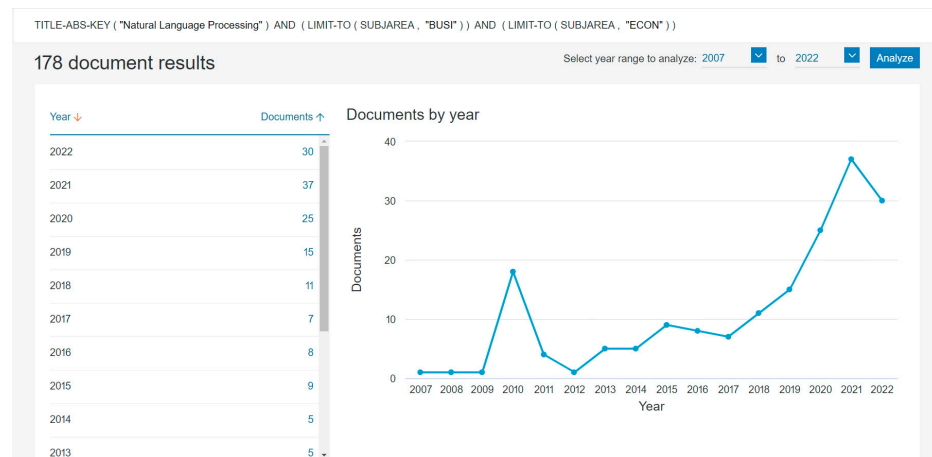 TITLE-ABS-KEY ( "Natural Language Processing" ) AND ( LIMIT-TO ( SUBJAREA , "BUSI" ) ) AND ( LIMIT-TO ( SUBJAREA , "ECON" ) )
178 document results
Select year range to analyze: 2007 to 2022 Analyze
Year Documents
2022 30
2021 37
2020 25
2019 15
2018 11
2017 7
2016 8
2015 9
2014 5
2013 5
Documents by year
40
30
20
10
0
Documents
2007 2008 2009 2010 2011 2012 2013 2014 2015 2016 2017 2018 2019 2020 2021 2022
Year